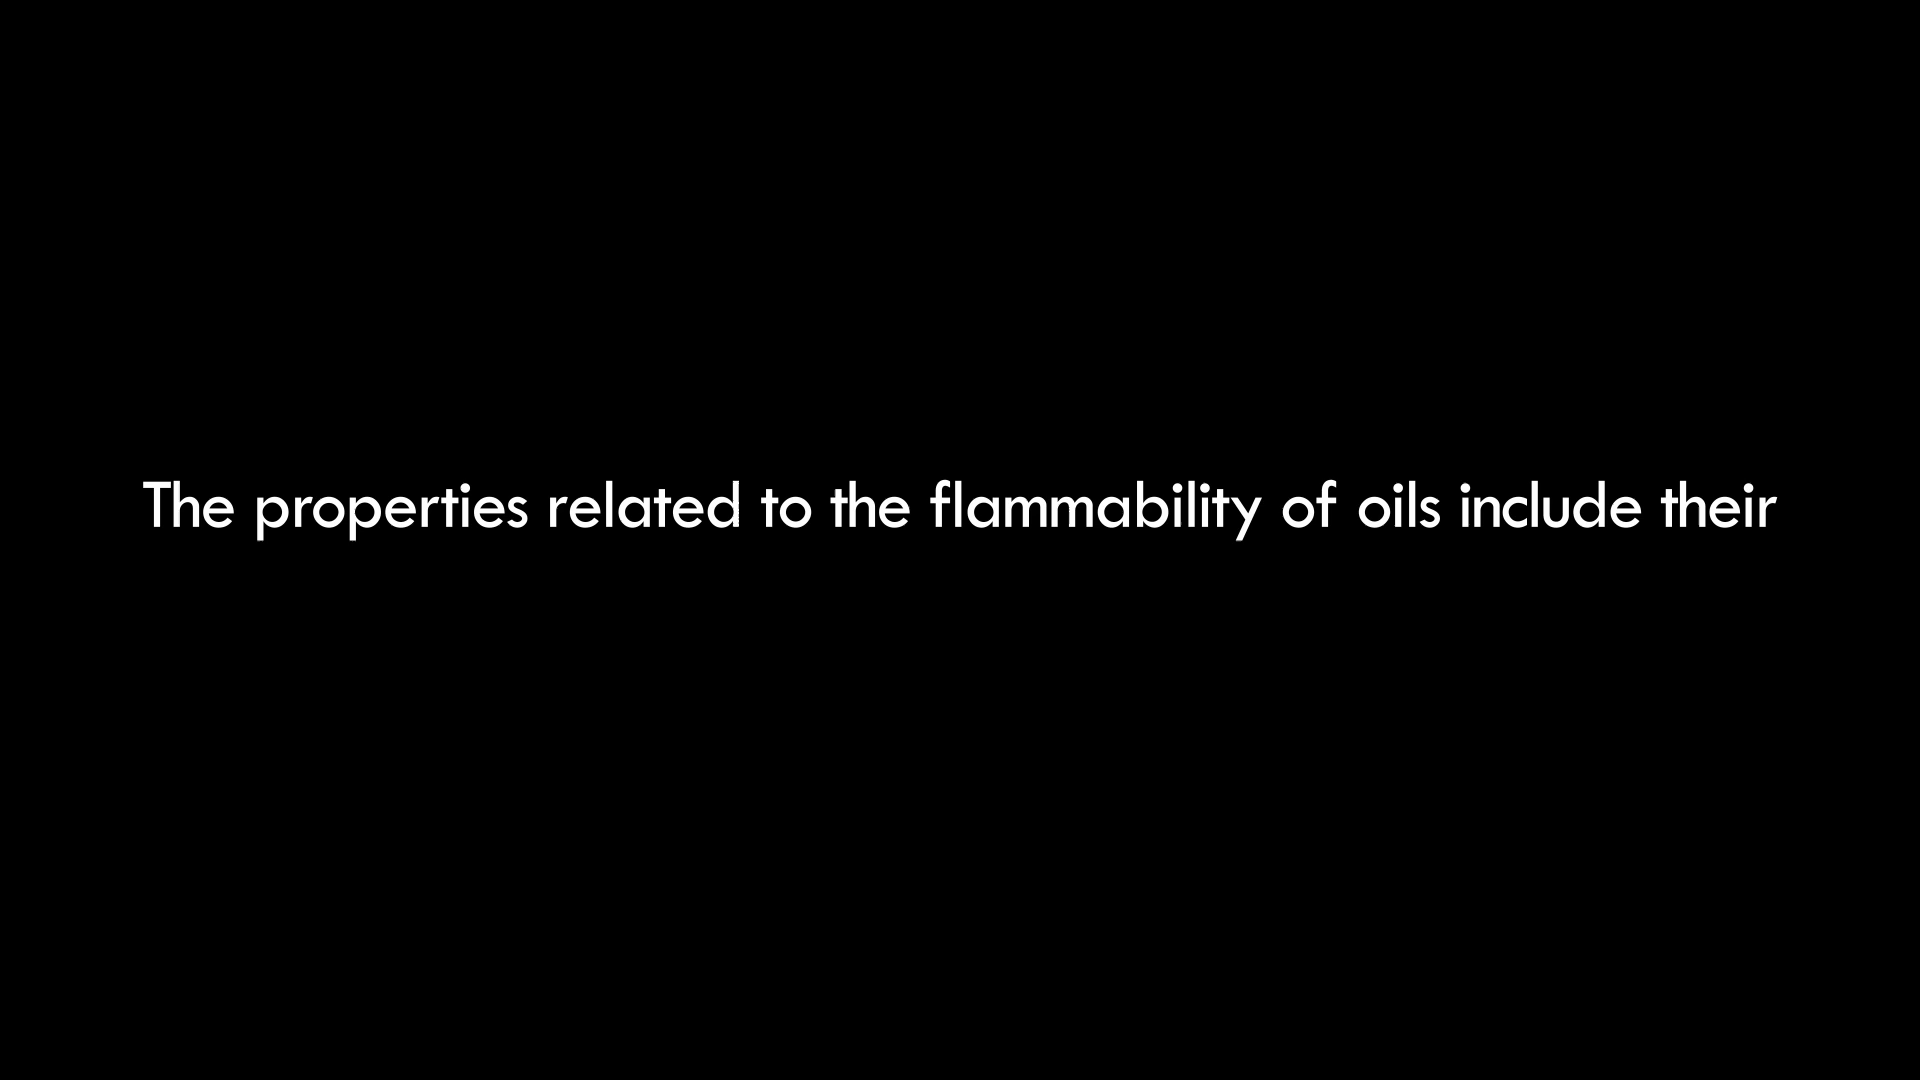 The properties related to the flammability of oils include their